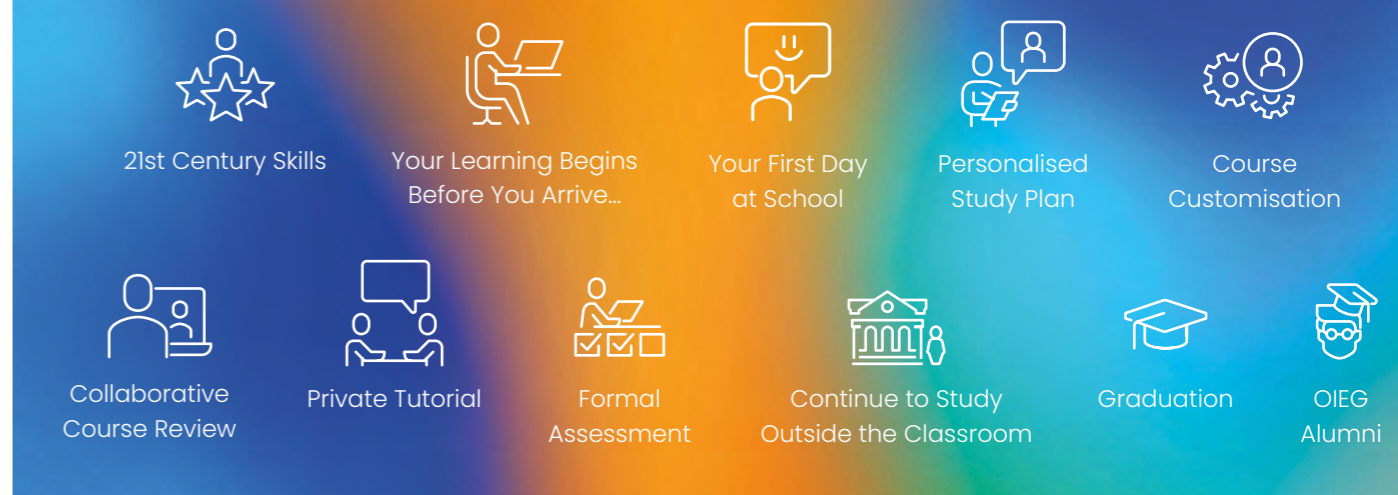 21st Century Skills
Your Learning Begins
Before You Arrive...
Your First Day
at School
Personalised
Study Plan
Course
Customisation
Collaborative
Course Review
Private Tutorial
Formal
Assessment
Continue to Study
Outside the Classroom
Graduation
OIEG
Alumni